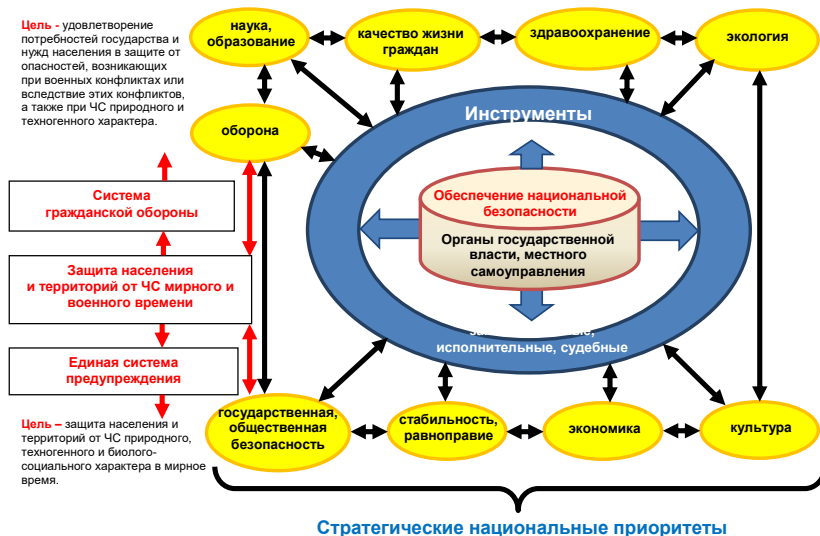 Цель - удовлетворение
потребностей государства и
нужд населения в защите от
опасностей, возникающих
при военных конфликтах или
вследствие этих конфликтов,
а также при ЧС природного и
техногенного характера.
наука,
образование
качество жизни
граждан
здравоохранение
экология
оборона
Инструменты
Система
гражданской обороны
Обеспечение национальной
безопасности
Органы государственной
власти, местного
самоуправления
Защита населения
и территорий от ЧС мирного и
военного времени
исполнительные, судебные
Единая система
предупреждения
государственная,
общественная
безопасность
стабильность,
равноправие
экономика
культура
Цель – защита населения и
территорий от ЧС природного,
техногенного и биолого-
социального характера в мирное
время.
Стратегические национальные приоритеты